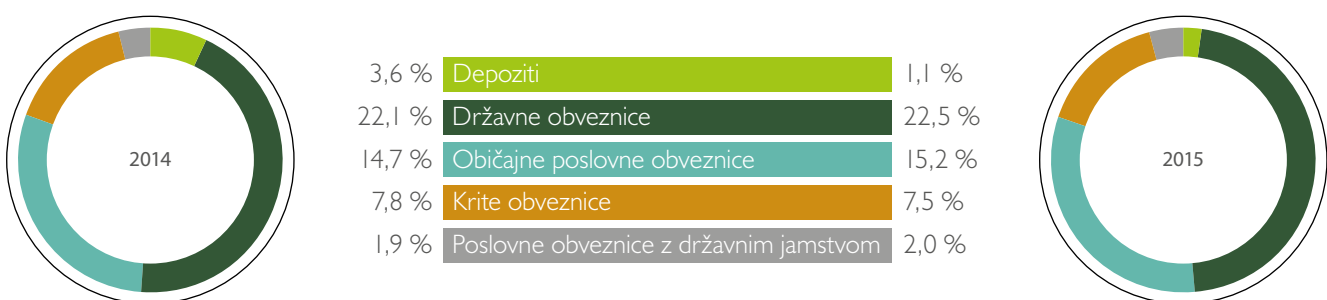 2014
3,6 % Depoziti 1,1 %
22,1 % Državne obveznice 22,5 %
14,7 % Običajne poslovne obveznice 15,2 %
7,8 % Krite obveznice 7,5 %
1,9 % Poslovne obveznice z državnim jamstvom 2,0 %
2015